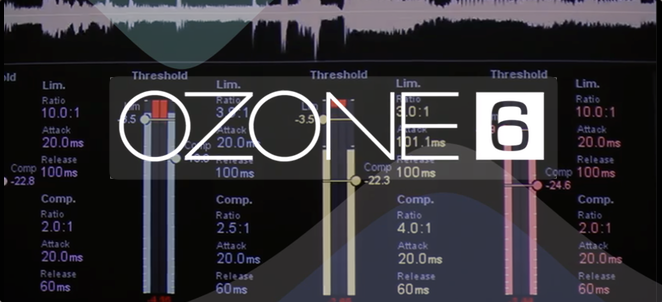 Threshold
Threshold
Threshold
OZONE 6
Lim.
Ratio
10.0:1
Attack
20.0ms
Release
100ms
Comp.
Ratio
2.0:1
Attack
20.0ms
Release
60ms
Comp
-22.8
Lim.
Ratio
Attack
20.0ms
Release
100ms
Comp.
Ratio
2.5:1
Attack
20.0ms
Release
60ms
-3.5
Comp
-22.3
Lim.
Ratio
3.0:1
Attack
101.1ms
Release
100ms
Comp.
Ratio
4.0:1
Attack
20.0ms
Release
60ms
Comp
-24.6
Lim.
Ratio
10.0:1
Attack
20.0ms
Release
100ms
Comp.
Ratio
2.0:1
Attack
20.0ms
Release
60ms